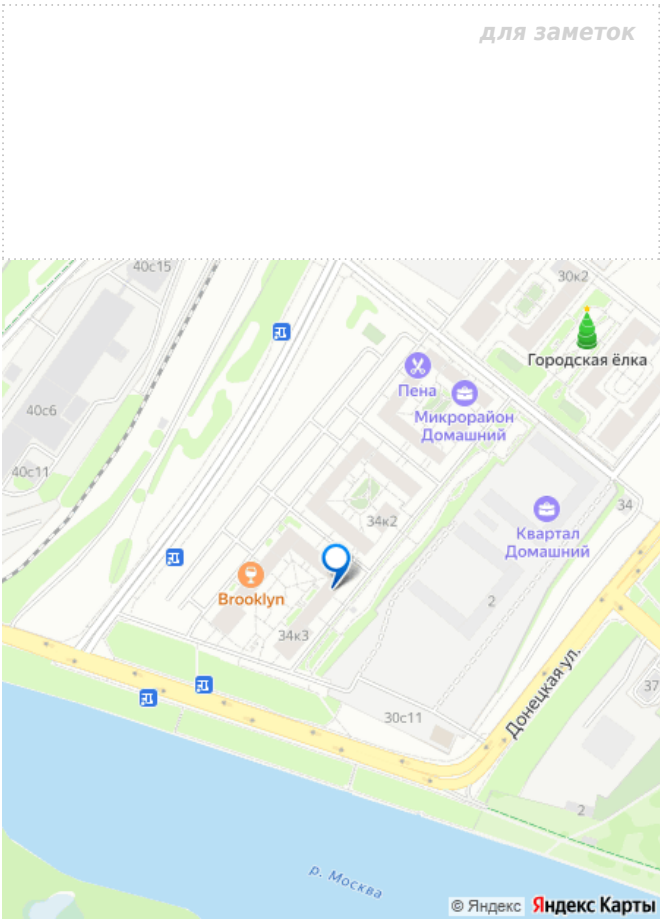 для заметок
40с15
30к2
Городская ёлка
Пена
Микрорайон
Домашний
40с6
40с11
34
34к2
Квартал
Домашний
Brooklyn
2
34к3
Донецкая ул.
37
30с11
2
р. Москва
© Яндекс Яндекс Карты